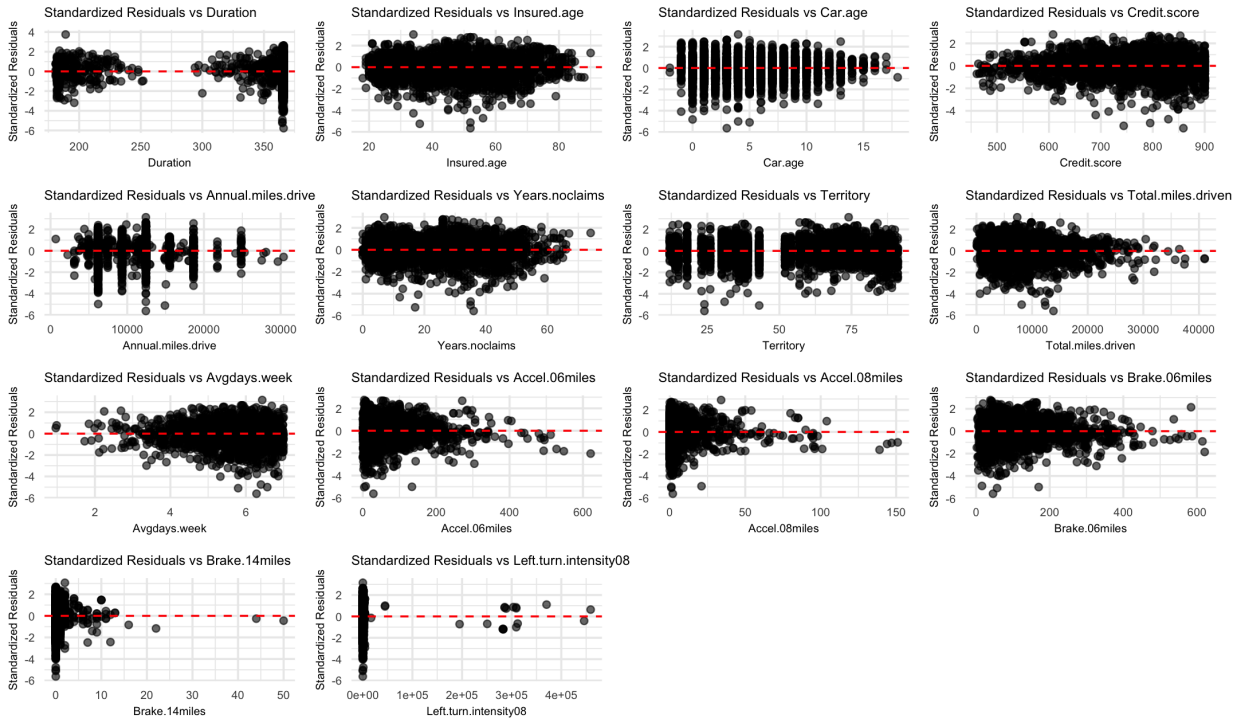 Standardized Residuals vs Duration
Standardized Residuals
4
2
0
-2
-4
-6
200
250
300
350
Duration
Standardized Residuals vs Insured.age
Standardized Residuals
2
0
-2
-4
-6
20
40
60
80
Insured.age
Standardized Residuals vs Car.age
Standardized Residuals
2
0
-2
-4
-6
0
5
10
15
Car.age
Standardized Residuals vs Credit.score
Standardized Residuals
2
0
-2
-4
500
600
700
800
900
Credit.score
Standardized Residuals vs Annual.miles.drive
Standardized Residuals
2
0
-2
-4
-6
0
10000
20000
30000
Annual.miles.drive
Standardized Residuals vs Years.noclaims
Standardized Residuals
2
0
-2
-4
-6
0
20
40
60
Years.noclaims
Standardized Residuals vs Territory
Standardized Residuals
2
0
-2
-4
-6
25
50
75
Territory
Standardized Residuals vs Total.miles.driven
Standardized Residuals
2
0
-2
-4
-6
0
10000
20000
30000
40000
Total.miles.driven
Standardized Residuals vs Avgdays.week
Standardized Residuals
2
0
-2
-4
-6
2
4
6
Avgdays.week
Standardized Residuals vs Accel.06miles
Standardized Residuals
2
0
-2
-4
-6
0
200
400
600
Accel.06miles
Standardized Residuals vs Accel.08miles
Standardized Residuals
2
0
-2
-4
-6
0
50
100
150
Accel.08miles
Standardized Residuals vs Brake.06miles
Standardized Residuals
2
0
-2
-4
-6
0
200
400
600
Brake.06miles
Standardized Residuals vs Brake.14miles
Standardized Residuals
2
0
-2
-4
-6
0
10
20
30
40
50
Brake.14miles
Standardized Residuals vs Left.turn.intensity08
Standardized Residuals
2
0
-2
-4
-6
0e+00
1e+05
2e+05
3e+05
4e+05
Left.turn.intensity08